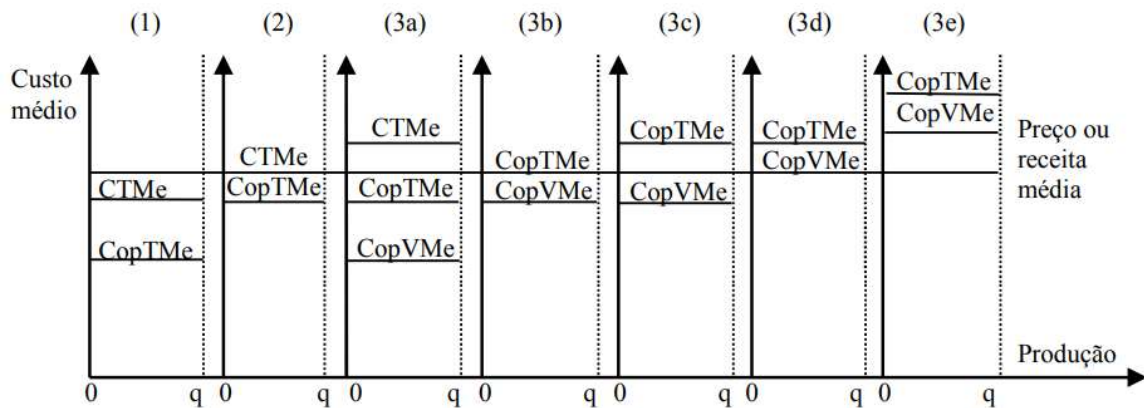 (1) (2) (3a) (3b) (3c) (3d) (3e)
Custo
médio
CTMe
CopTMe
CTMe
CopTMe
CTMe
CopTMe
CopVMe
CopTMe
CopVMe
CopTMe
CopVMe
CopTMe
CopVMe
CopTMe
CopVMe
Preço ou
receita
média
Produção
0 q 0 q 0 q 0 q 0 q 0 q 0 q